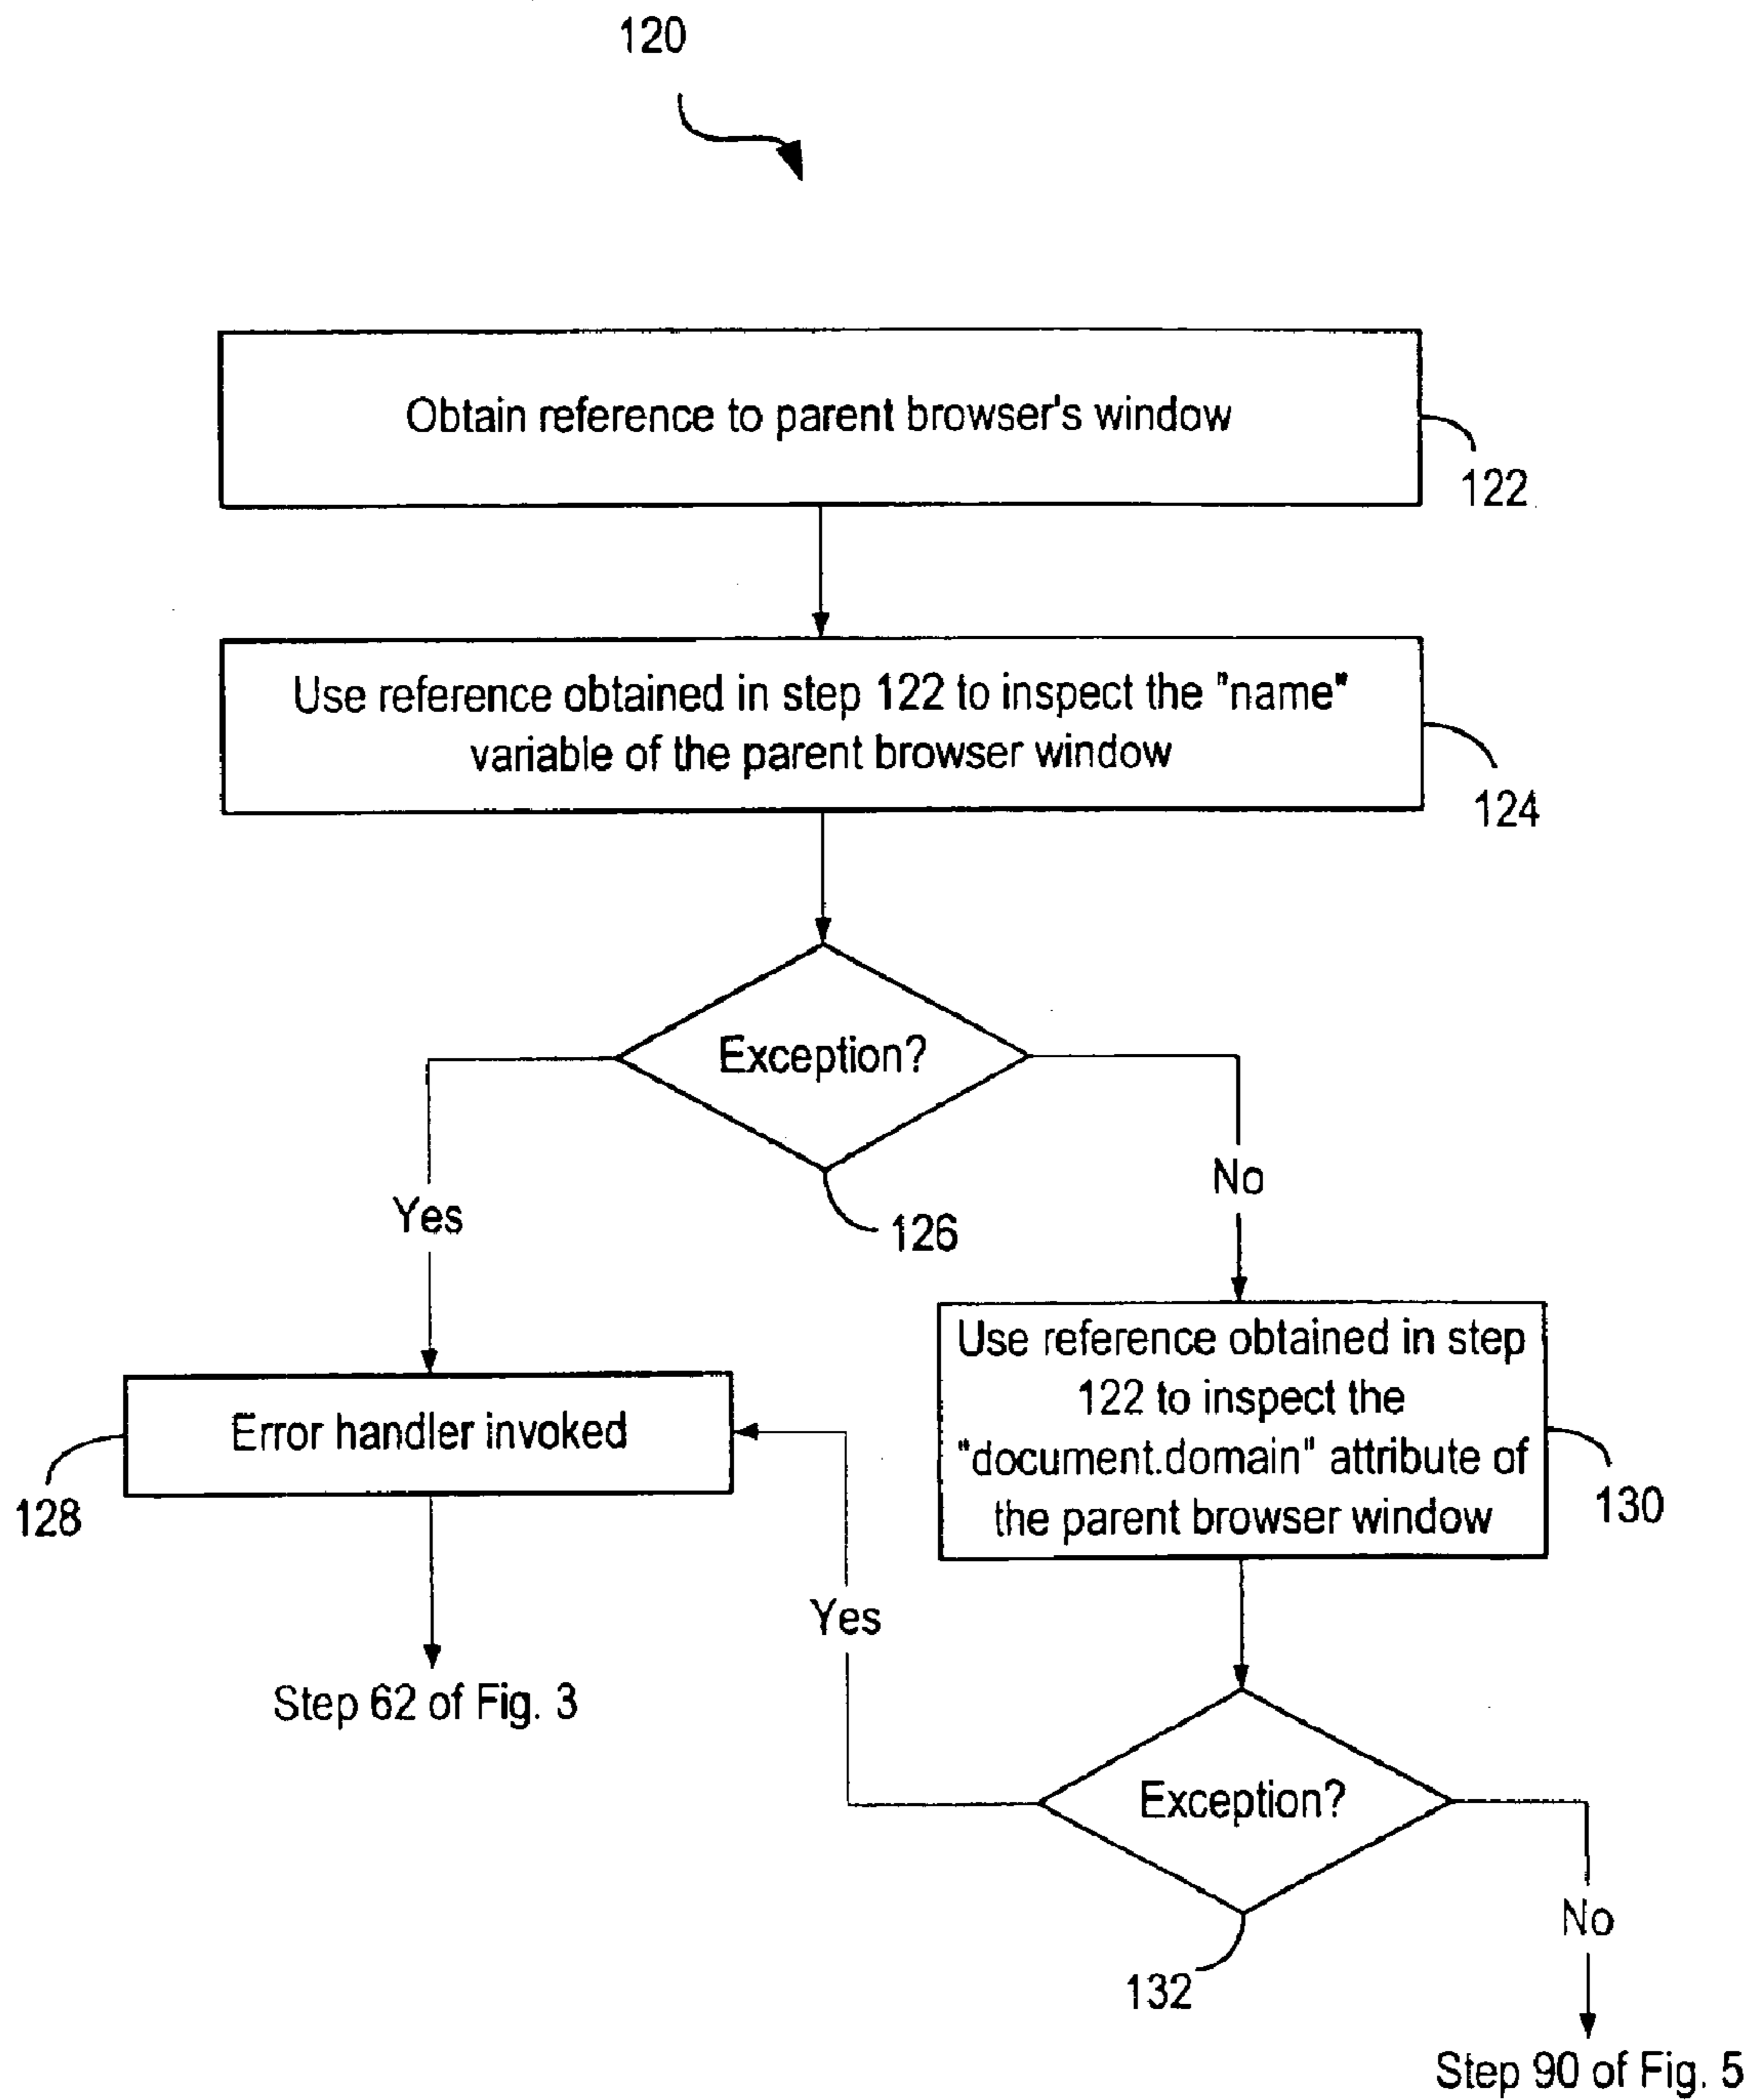 120
Obtain reference to parent browser's window
122
Use reference obtained in step 122 to inspect the "name"
variable of the parent browser window
124
Exception?
126
Yes
No
Use reference obtained in step
122 to inspect the
"document.domain" attribute of
the parent browser window
130
Error handler invoked
128
Yes
Step 62 of Fig. 3
Exception?
132
No
Step 90 of Fig. 5